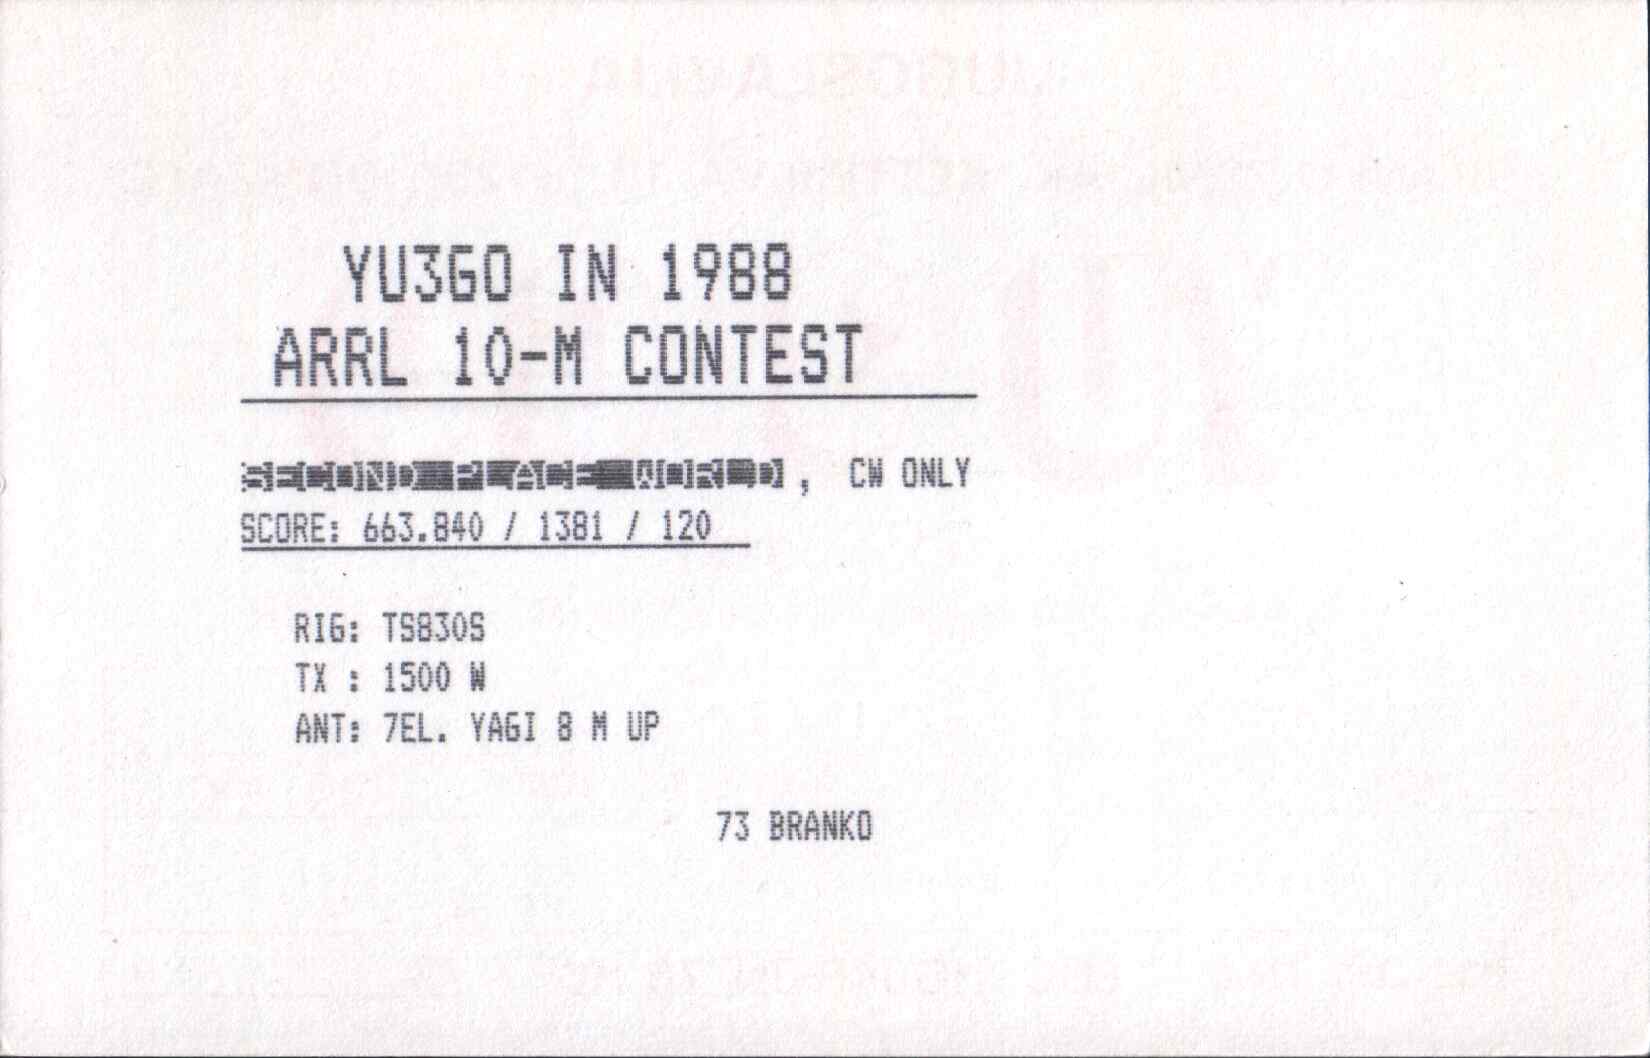 YU3GO IN 1988
ARRL 10-M CONTEST
SECOND PLACE WORLD, CW ONLY
SCORE: 663.840 / 1381 / 120
RIG: TS830S
TX : 1500 W
ANT: 7EL. YAGI 8 M UP
73 BRANKO